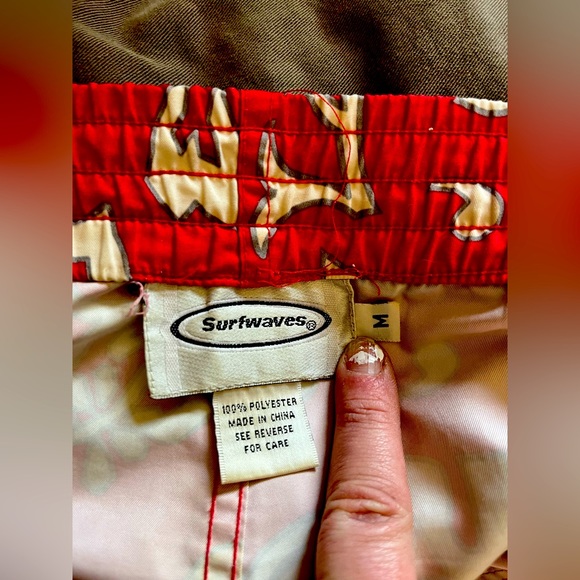 Surfwaves®
M
100% POLYESTER
MADE IN CHINA
SEE REVERSE
FOR CARE